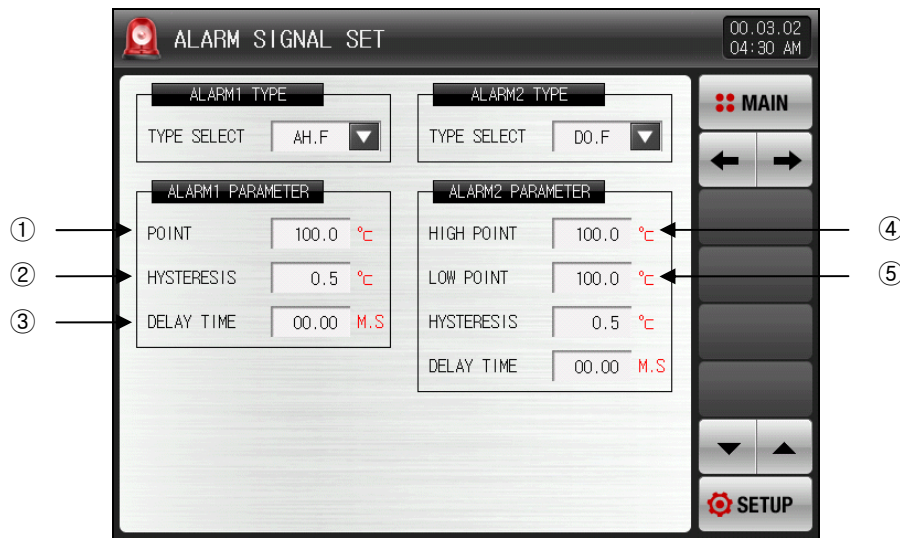 ALARM SIGNAL SET
00.03.02
04:30 AM
ALARM1 TYPE
TYPE SELECT AH.F
ALARM2 TYPE
TYPE SELECT DO.F
MAIN
ALARM1 PARAMETER
① POINT 100.0 ℃
② HYSTERESIS 0.5 ℃
③ DELAY TIME 00.00 M.S
ALARM2 PARAMETER
HIGH POINT 100.0 ℃ ④
LOW POINT 100.0 ℃ ⑤
HYSTERESIS 0.5 ℃
DELAY TIME 00.00 M.S
SETUP